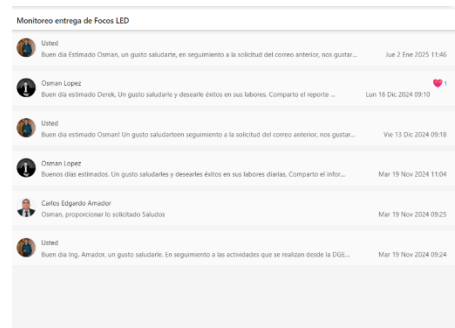 Monitoreo entrega de Focos LED
Usted
Buen dia Estimado Osman, un gusto saludarte, en seguimiento a la solicitud del correo anterior, nos gustar... Jue 2 Ene 2025 11:46
Osman Lopez 1
Buen día estimado Derek, Un gusto saludarle y desearle éxitos en sus labores. Comparto el reporte ... Lun 16 Dic 2024 09:10
Usted
Buen dia estimado Osman! Un gusto saludarteen seguimiento a la solicitud del correo anterior, nos gustar... Vie 13 Dic 2024 09:18
Osman Lopez
Buenos días estimados. Un gusto saludarles y desearles éxitos en sus labores diarias, Comparto el infor... Mar 19 Nov 2024 11:04
Carlos Edgardo Amador
Osman, proporcionar lo solicitado Saludos Mar 19 Nov 2024 09:25
Usted
Buen dia Ing. Amador, un gusto saludarle. En seguimiento a las actividades que se realizan desde la DGE... Mar 19 Nov 2024 09:24